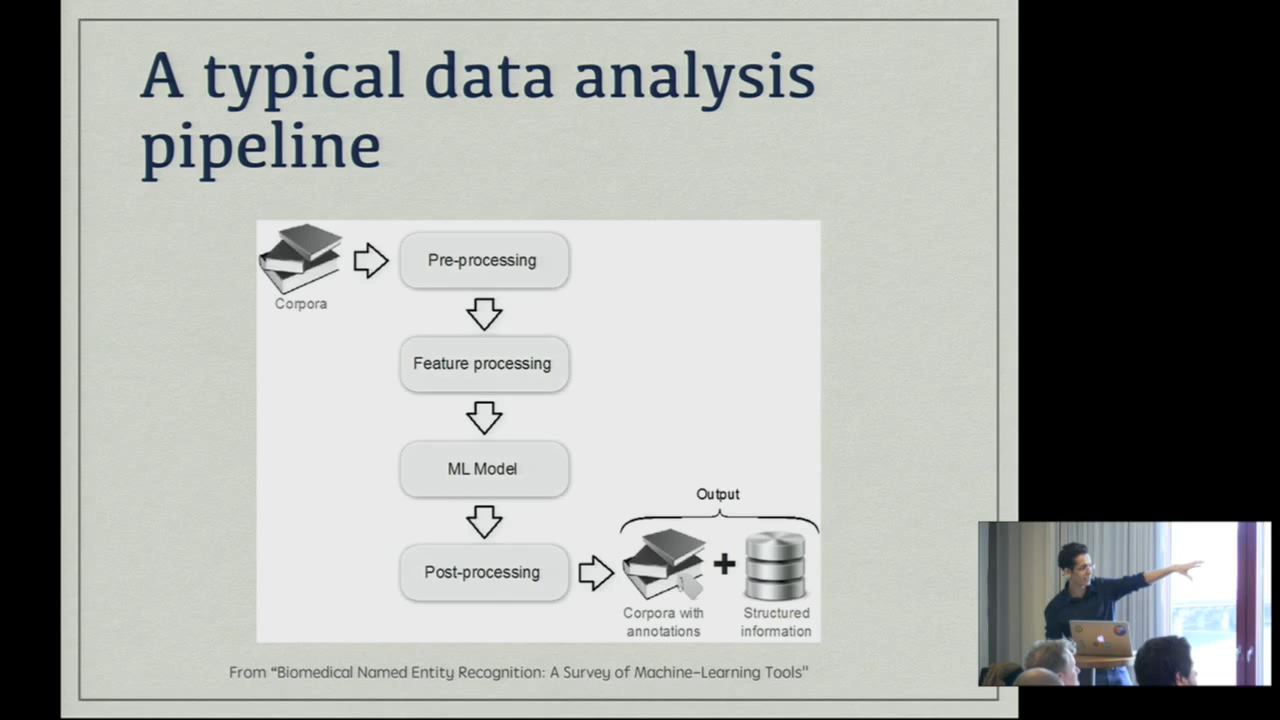 A typical data analysis
pipeline
Corpora
Pre-processing
Feature processing
ML Model
Post-processing
Output
Corpora with
annotations
Structured
information
From “Biomedical Named Entity Recognition: A Survey of Machine-Learning Tools"